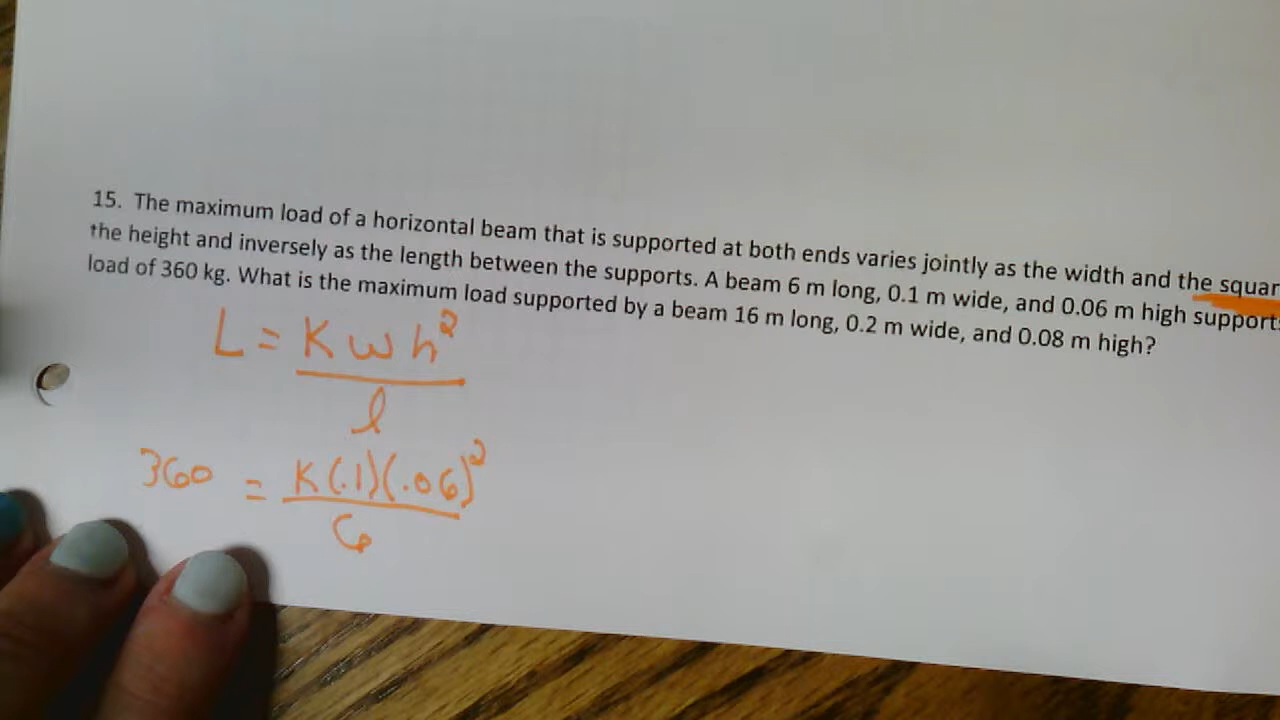 15. The maximum load of a horizontal beam that is supported at both ends varies jointly as the width and the squar
the height and inversely as the length between the supports. A beam 6 m long, 0.1 m wide, and 0.06 m high supports
load of 360 kg. What is the maximum load supported by a beam 16 m long, 0.2 m wide, and 0.08 m high?
L = K w h²
l
360 = K(.1)(.06)²
6